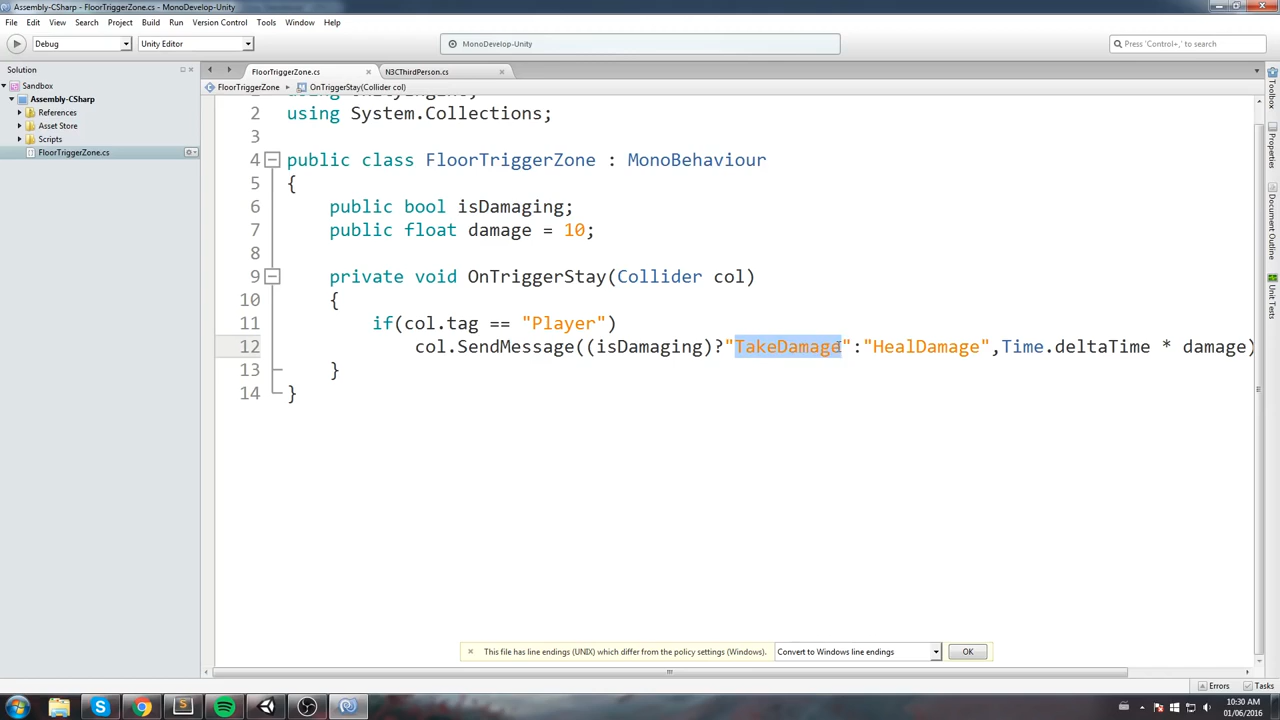 Assembly-CSharp - FloorTriggerZone.cs - MonoDevelop-Unity
File Edit View Search Project Build Run Version Control Tools Window Help
Debug Unity Editor MonoDevelop-Unity Press 'Control+,' to search
Solution
FloorTriggerZone.cs N3CThirdPerson.cs
FloorTriggerZone OnTriggerStay(Collider col)
Sandbox
Assembly-CSharp
References
Asset Store
Scripts
FloorTriggerZone.cs
2 using System.Collections;
3
4 public class FloorTriggerZone : MonoBehaviour
5 {
6 public bool isDamaging;
7 public float damage = 10;
8
9 private void OnTriggerStay(Collider col)
10 {
11 if(col.tag == "Player")
12 col.SendMessage((isDamaging)?"TakeDamage":"HealDamage",Time.deltaTime * damage)
13 }
14 }
Toolbox
Properties
Document Outline
Unit Tests
This file has line endings (UNIX) which differ from the policy settings (Windows). Convert to Windows line endings OK
Errors Tasks
10:30 AM
01/06/2016